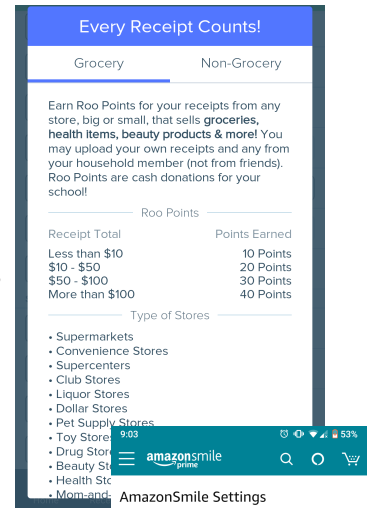 Every Receipt Counts!
Grocery Non-Grocery
Earn Roo Points for your receipts from any
store, big or small, that sells groceries,
health items, beauty products & more! You
may upload your own receipts and any from
your household member (not from friends).
Roo Points are cash donations for your
school!
Roo Points
Receipt Total Points Earned
Less than $10 10 Points
$10 - $50 20 Points
$50 - $100 30 Points
More than $100 40 Points
Type of Stores
• Supermarkets
• Convenience Stores
• Supercenters
• Club Stores
• Liquor Stores
• Dollar Stores
• Pet Supply Stores
• Toy Store
• Drug Stor
• Beauty St
• Health Sto
• Mom-and-
9:03 53%
amazonsmile
prime
AmazonSmile Settings